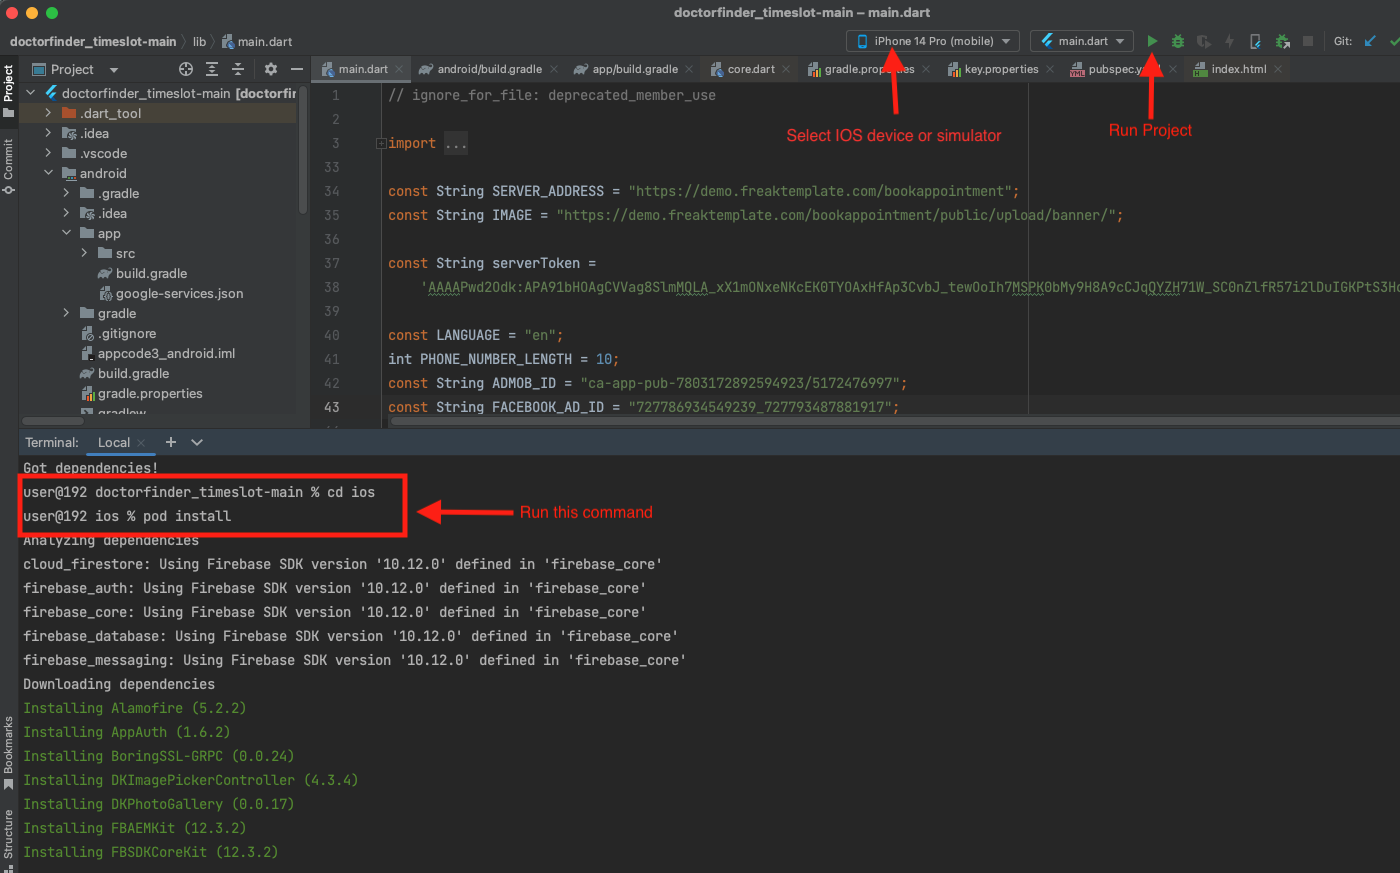 doctorfinder_timeslot-main – main.dart
doctorfinder_timeslot-main
lib
main.dart
iPhone 14 Pro (mobile)
main.dart
Git:
Project
Commit
Bookmarks
Structure
Project
doctorfinder_timeslot-main [doctorfir
.dart_tool
.idea
.vscode
android
.gradle
.idea
app
src
build.gradle
google-services.json
gradle
.gitignore
appcode3_android.iml
build.gradle
gradle.properties
gradlew
main.dart
android/build.gradle
app/build.gradle
core.dart
gradle.properties
key.properties
pubspec.y
index.html
1 // ignore_for_file: deprecated_member_use
2
3 import ...
33
34 const String SERVER_ADDRESS = "https://demo.freaktemplate.com/bookappointment";
35 const String IMAGE = "https://demo.freaktemplate.com/bookappointment/public/upload/banner/";
36
37 const String serverToken =
38 'AAAAPwd2Odk:APA91bHOAgCVVag8SlmMQLA_xX1mONxeNKcEK0TYOAxHfAp3CvbJ_tewOoIh7MSPK0bMy9H8A9cCJqQYZH71W_SC0nZlfR57i2lDuIGKPtS3Hc
39
40 const LANGUAGE = "en";
41 int PHONE_NUMBER_LENGTH = 10;
42 const String ADMOB_ID = "ca-app-pub-7803172892594923/5172476997";
43 const String FACEBOOK_AD_ID = "727786934549239_727793487881917";
Select IOS device or simulator
Run Project
Terminal: Local
Got dependencies!
user@192 doctorfinder_timeslot-main % cd ios
user@192 ios % pod install
Run this command
Analyzing dependencies
cloud_firestore: Using Firebase SDK version '10.12.0' defined in 'firebase_core'
firebase_auth: Using Firebase SDK version '10.12.0' defined in 'firebase_core'
firebase_core: Using Firebase SDK version '10.12.0' defined in 'firebase_core'
firebase_database: Using Firebase SDK version '10.12.0' defined in 'firebase_core'
firebase_messaging: Using Firebase SDK version '10.12.0' defined in 'firebase_core'
Downloading dependencies
Installing Alamofire (5.2.2)
Installing AppAuth (1.6.2)
Installing BoringSSL-GRPC (0.0.24)
Installing DKImagePickerController (4.3.4)
Installing DKPhotoGallery (0.0.17)
Installing FBAEMKit (12.3.2)
Installing FBSDKCoreKit (12.3.2)